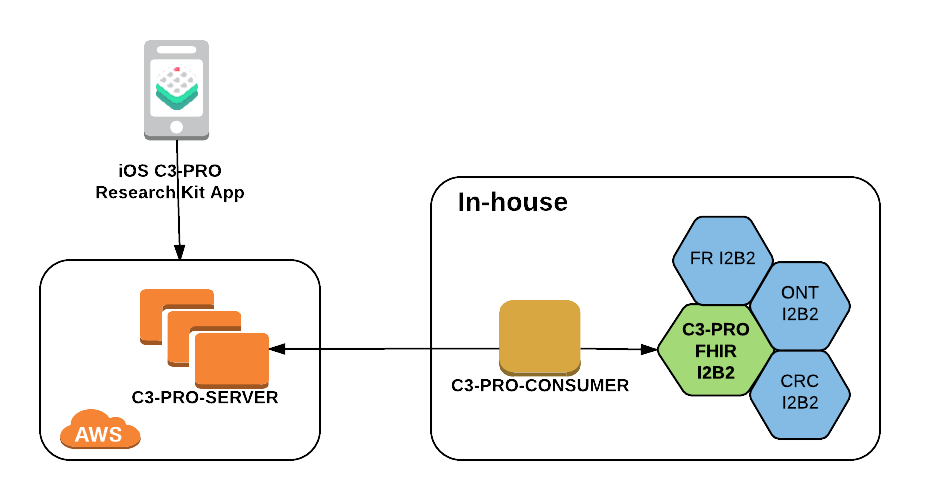 iOS C3-PRO
Research Kit App
In-house
FR I2B2
ONT
I2B2
C3-PRO
FHIR
I2B2
CRC
I2B2
C3-PRO-CONSUMER
C3-PRO-SERVER
AWS